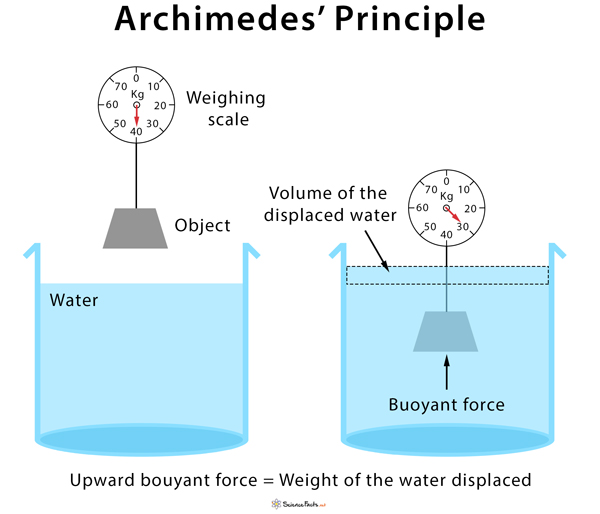 Archimedes’ Principle
0
70 10
Kg
60 20
50 30
40
Weighing
scale
Object
Water
Volume of the
displaced water
0
70 10
Kg
60 20
50 30
40
Buoyant force
Upward bouyant force = Weight of the water displaced
ScienceFacts.net